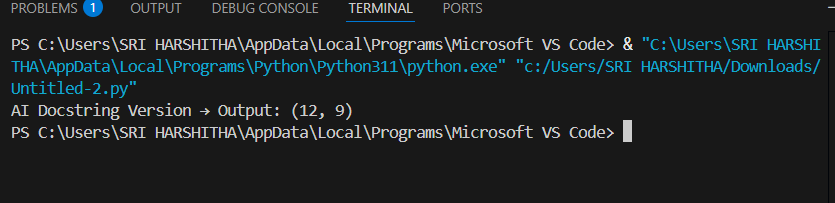 PROBLEMS 1 OUTPUT DEBUG CONSOLE TERMINAL PORTS
PS C:\Users\SRI HARSHITHA\AppData\Local\Programs\Microsoft VS Code> & "C:\Users\SRI HARSHI
THA\AppData\Local\Programs\Python\Python311\python.exe" "c:/Users/SRI HARSHITHA/Downloads/
Untitled-2.py"
AI Docstring Version → Output: (12, 9)
PS C:\Users\SRI HARSHITHA\AppData\Local\Programs\Microsoft VS Code>